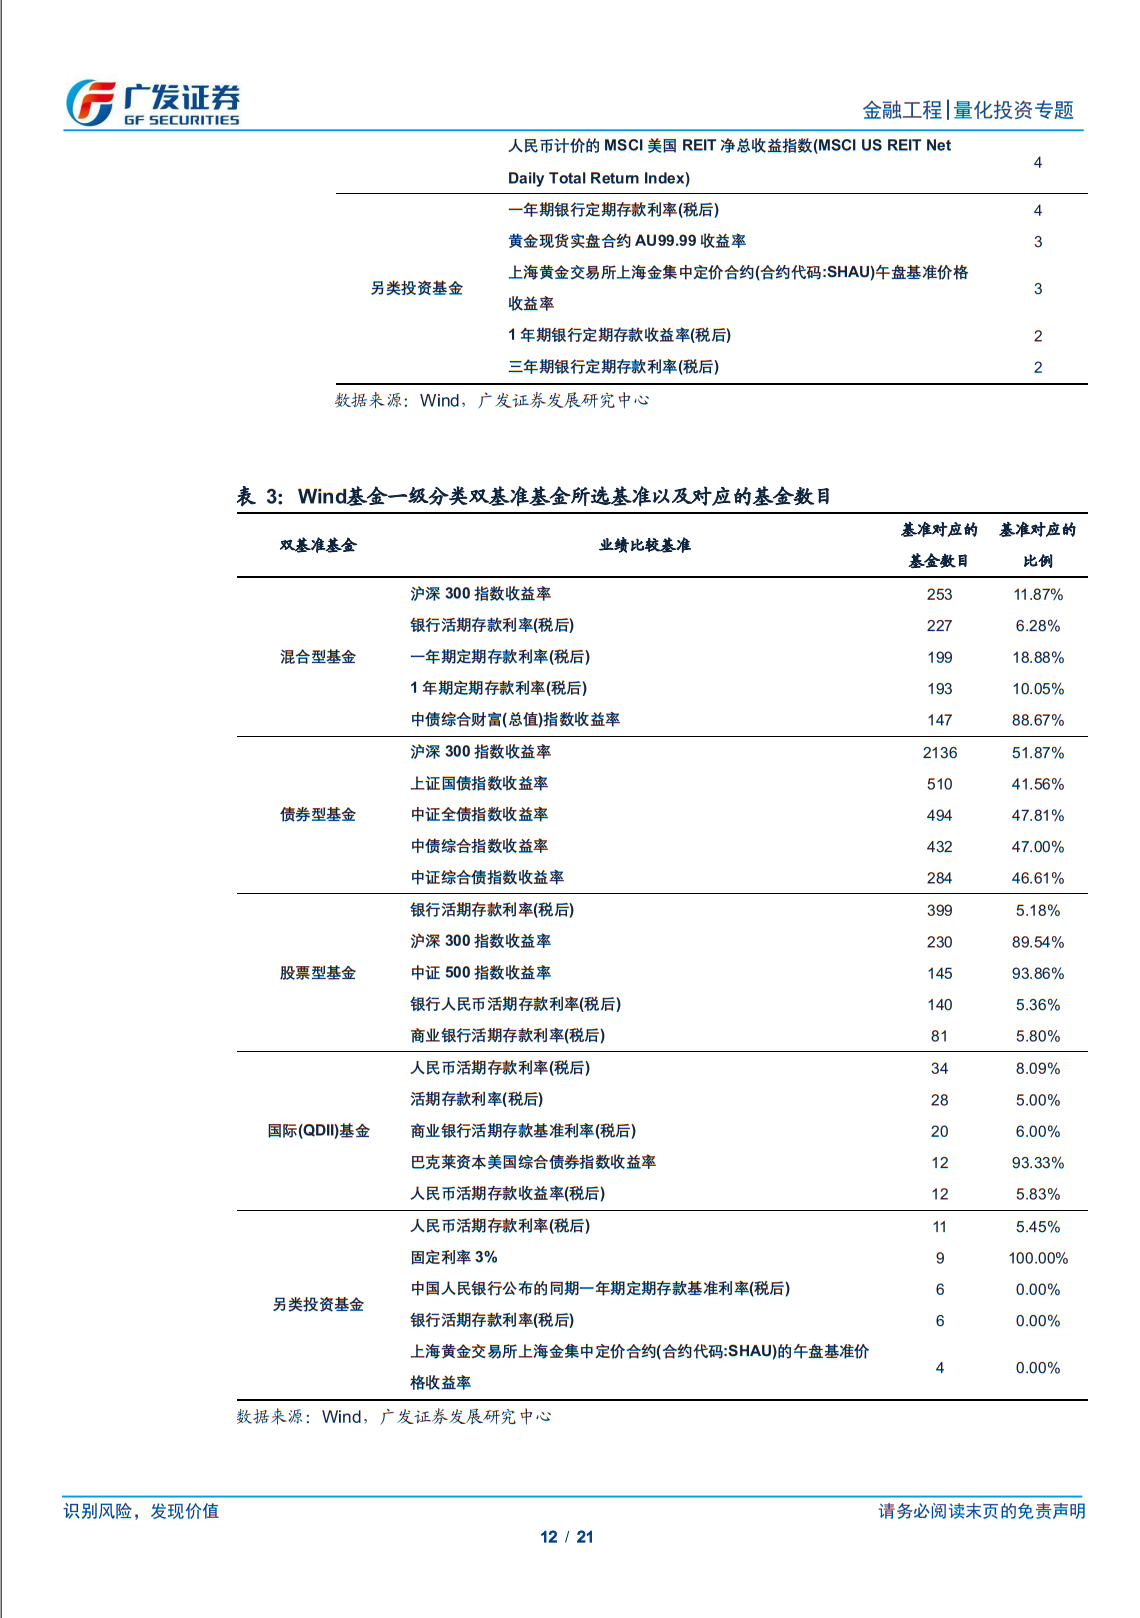 广发证券
GF SECURITIES
金融工程|量化投资专题
人民币计价的 MSCI 美国 REIT 净总收益指数(MSCI US REIT Net
Daily Total Return Index)
4
一年期银行定期存款利率(税后) 4
黄金现货实盘合约 AU99.99 收益率 3
另类投资基金
上海黄金交易所上海金集中定价合约(合约代码:SHAU)午盘基准价格
收益率
3
1 年期银行定期存款收益率(税后) 2
三年期银行定期存款利率(税后) 2
数据来源：Wind，广发证券发展研究中心
表 3：Wind基金一级分类双基准基金所选基准以及对应的基金数目
双基准基金 业绩比较基准 基准对应的 基准对应的
基金数目 比例
沪深 300 指数收益率 253 11.87%
银行活期存款利率(税后) 227 6.28%
混合型基金 一年期定期存款利率(税后) 199 18.88%
1 年期定期存款利率(税后) 193 10.05%
中债综合财富(总值)指数收益率 147 88.67%
沪深 300 指数收益率 2136 51.87%
上证国债指数收益率 510 41.56%
债券型基金 中证全债指数收益率 494 47.81%
中债综合指数收益率 432 47.00%
中证综合债指数收益率 284 46.61%
银行活期存款利率(税后) 399 5.18%
沪深 300 指数收益率 230 89.54%
股票型基金 中证 500 指数收益率 145 93.86%
银行人民币活期存款利率(税后) 140 5.36%
商业银行活期存款利率(税后) 81 5.80%
人民币活期存款利率(税后) 34 8.09%
活期存款利率(税后) 28 5.00%
国际(QDII)基金 商业银行活期存款基准利率(税后) 20 6.00%
巴克莱资本美国综合债券指数收益率 12 93.33%
人民币活期存款收益率(税后) 12 5.83%
人民币活期存款利率(税后) 11 5.45%
固定利率 3% 9 100.00%
中国人民银行公布的同期一年期定期存款基准利率(税后) 6 0.00%
另类投资基金
银行活期存款利率(税后) 6 0.00%
上海黄金交易所上海金集中定价合约(合约代码:SHAU)的午盘基准价
格收益率
4 0.00%
数据来源：Wind，广发证券发展研究中心
识别风险，发现价值 请务必阅读末页的免责声明
12 / 21